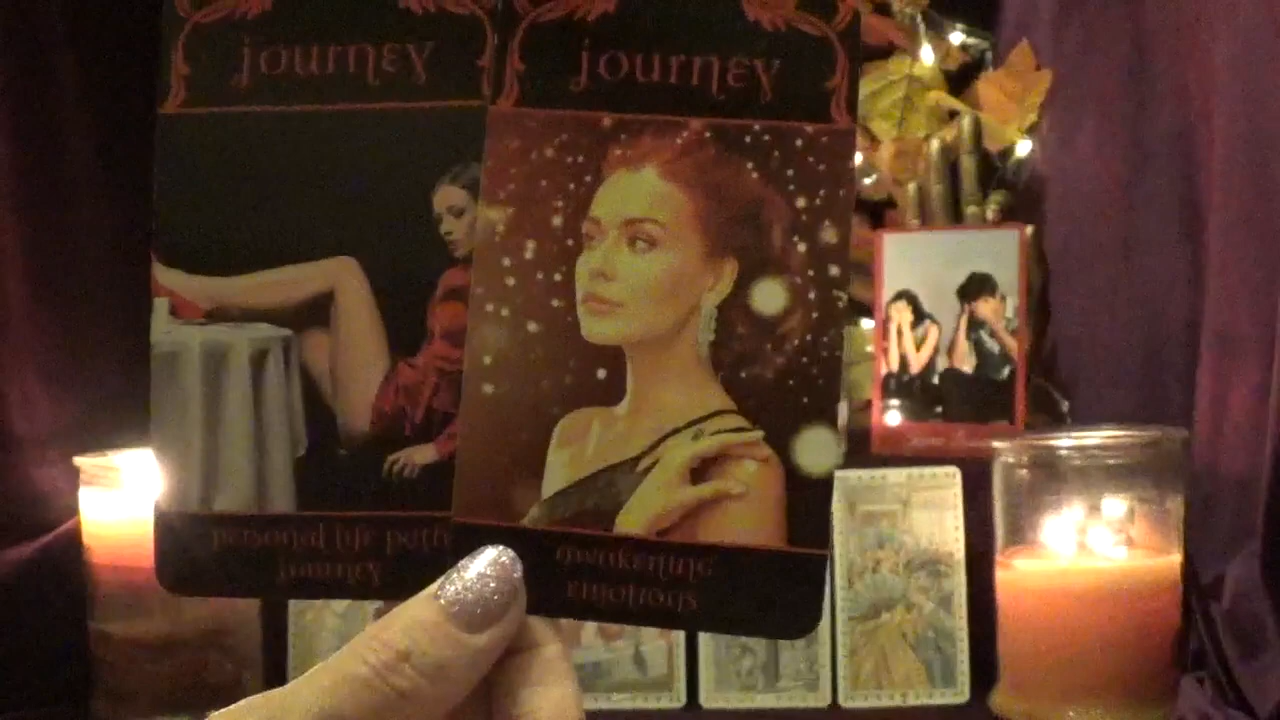 journey
personal life path
journey
journey
awakening
emotions